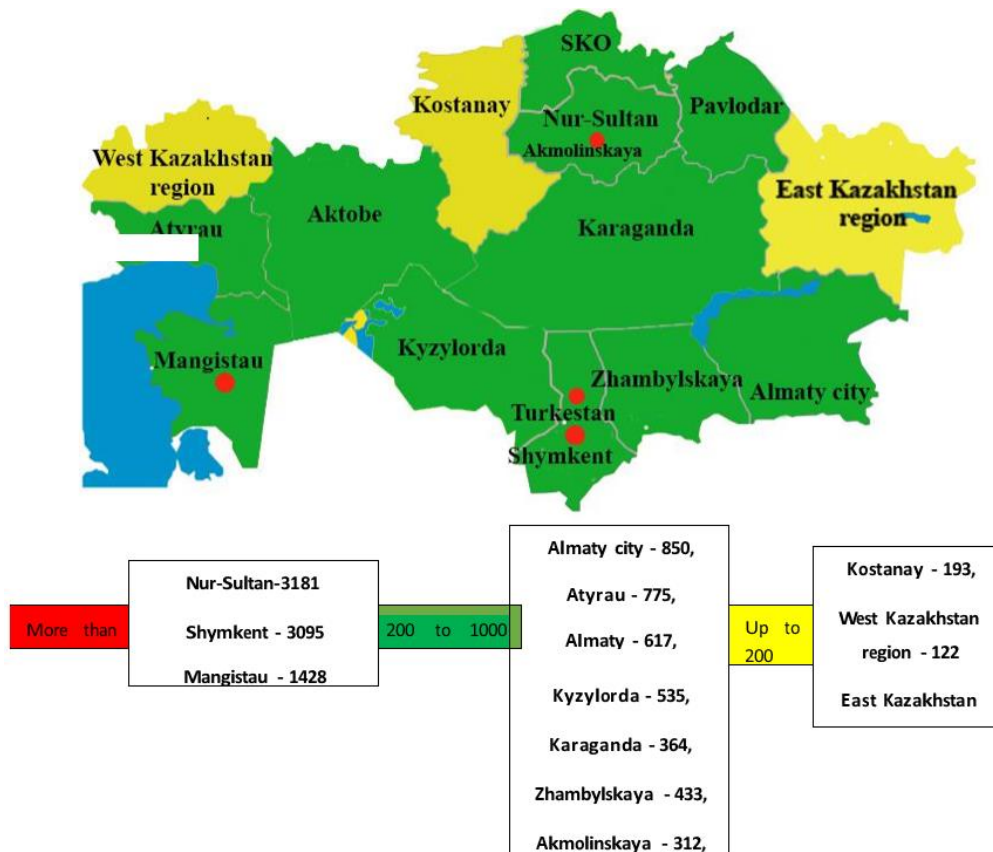 SKO
Kostanay
Pavlodar
Nur-Sultan
Akmolinskaya
West Kazakhstan
region
East Kazakhstan
region
Atyrau
Aktobe
Karaganda
Mangistau
Kyzylorda
Zhambylskaya
Almaty city
Turkestan
Shymkent
More than
Nur-Sultan-3181
Shymkent - 3095
Mangistau - 1428
200 to 1000
Almaty city - 850,
Atyrau - 775,
Almaty - 617,
Kyzylorda - 535,
Karaganda - 364,
Zhambylskaya - 433,
Akmolinskaya - 312,
Up to
200
Kostanay - 193,
West Kazakhstan
region - 122
East Kazakhstan